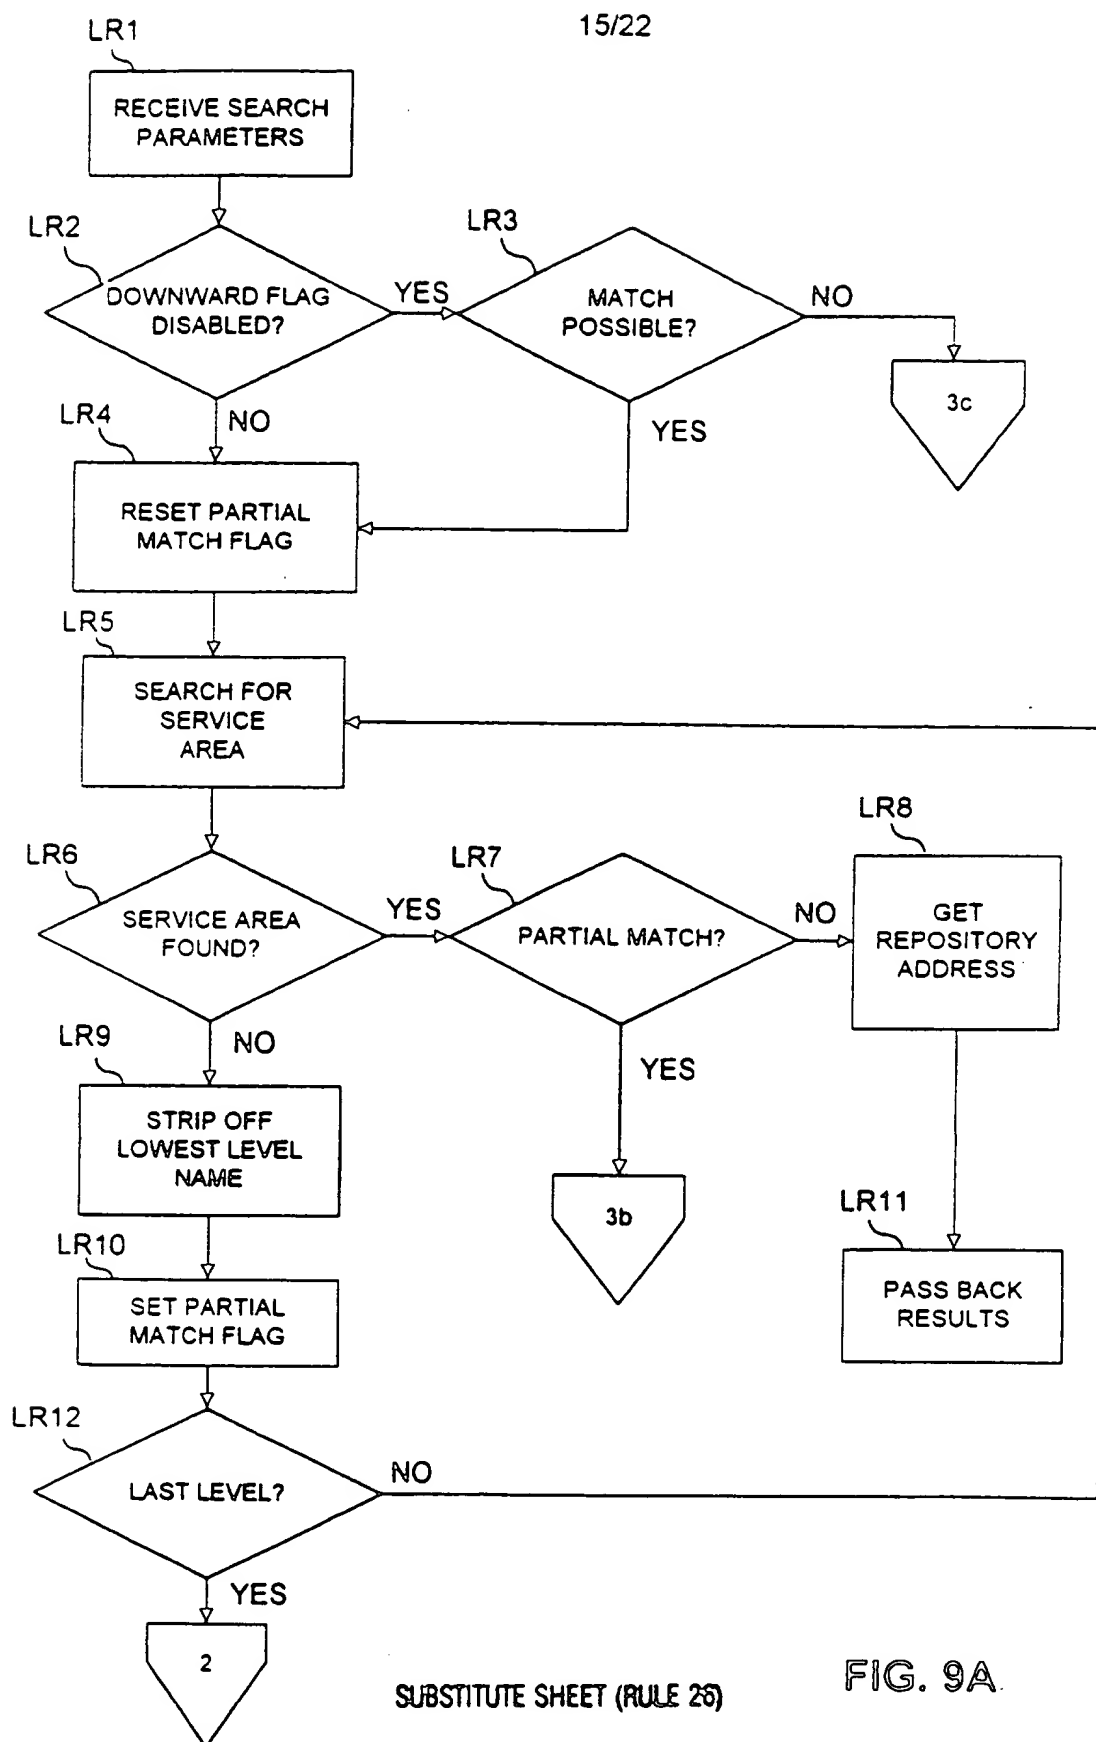 15/22
LR1
RECEIVE SEARCH
PARAMETERS
LR2
DOWNWARD FLAG
DISABLED?
YES
LR3
MATCH
POSSIBLE?
NO
3c
NO
YES
LR4
RESET PARTIAL
MATCH FLAG
LR5
SEARCH FOR
SERVICE
AREA
LR6
SERVICE AREA
FOUND?
YES
LR7
PARTIAL MATCH?
NO
LR8
GET
REPOSITORY
ADDRESS
NO
YES
LR9
STRIP OFF
LOWEST LEVEL
NAME
3b
LR10
SET PARTIAL
MATCH FLAG
LR11
PASS BACK
RESULTS
LR12
LAST LEVEL?
NO
YES
2
SUBSTITUTE SHEET (RULE 26)
FIG. 9A